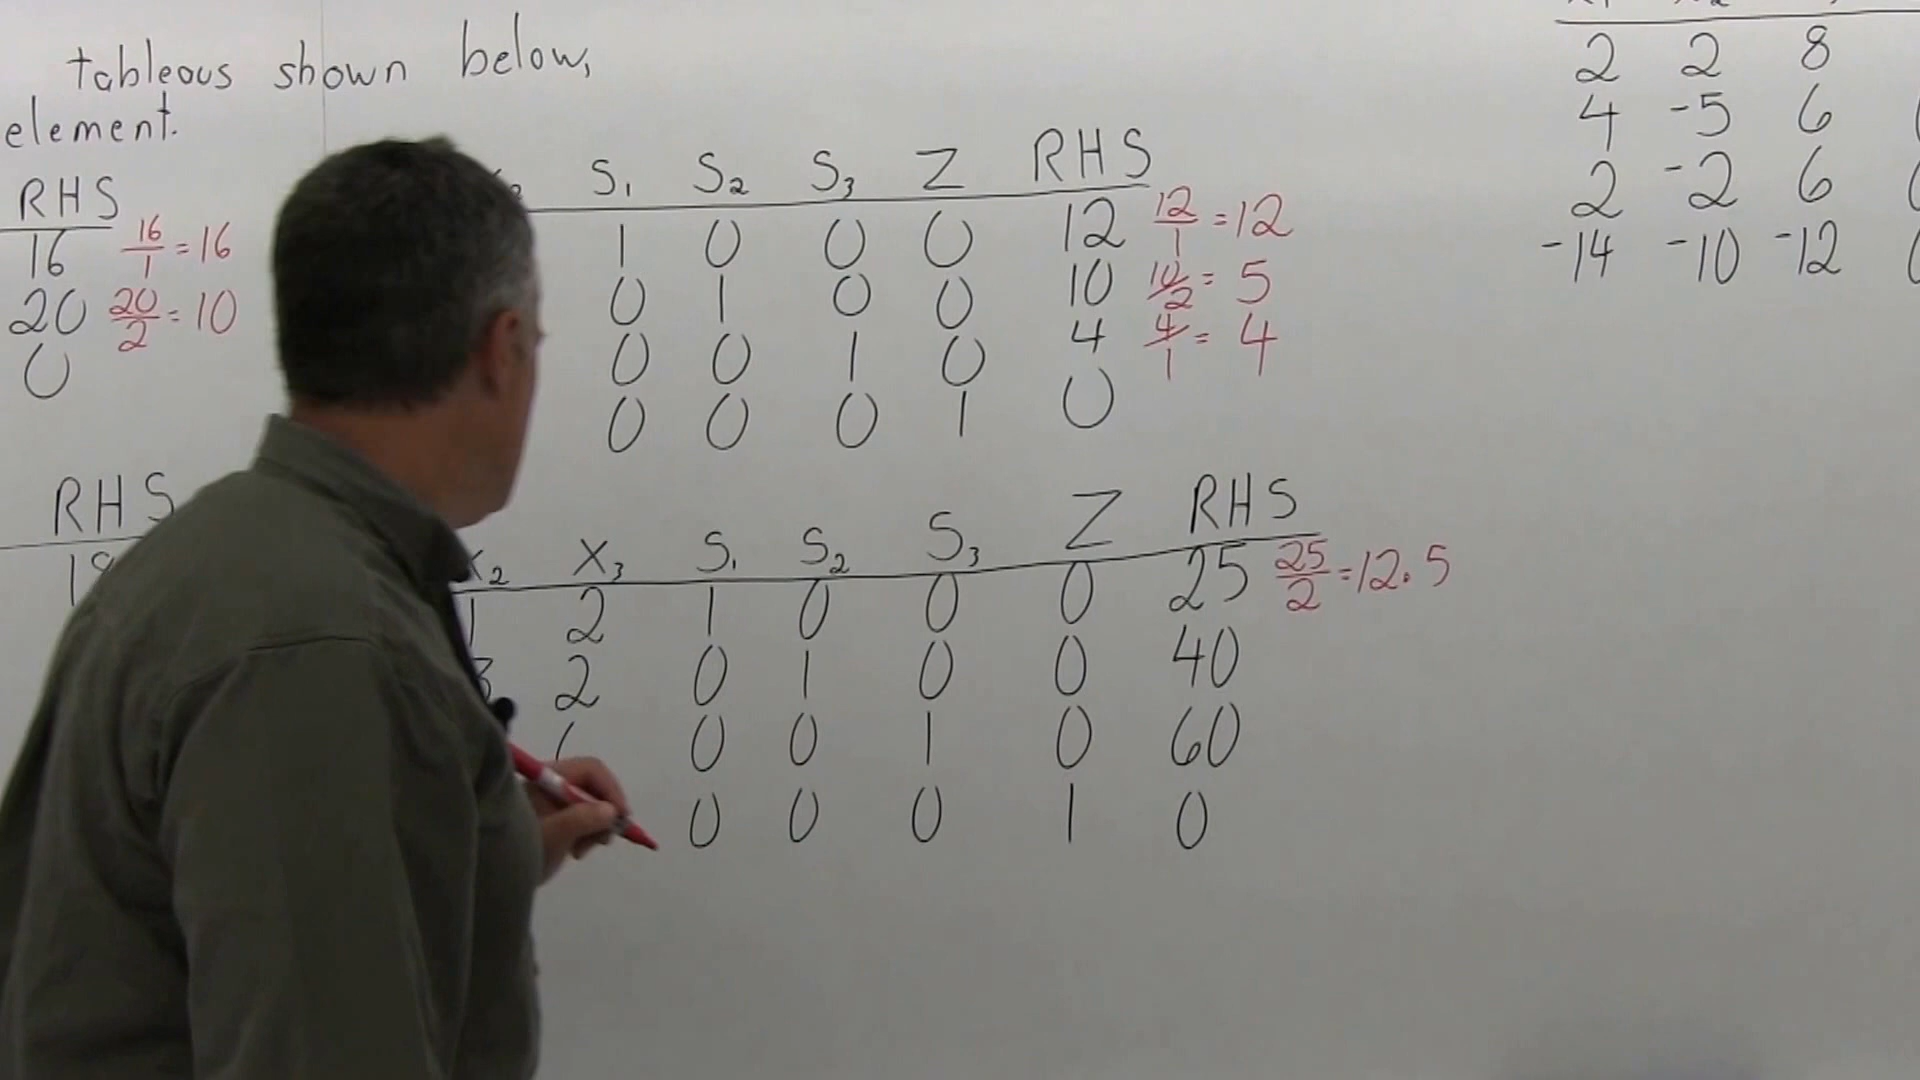 tableaus shown below,
element.
RHS
16 16/1 = 16
20 20/2 = 10
0
RHS
S₁ S₂ S₃ Z RHS
1 0 0 0 12 12/1 = 12
0 1 0 0 10 10/2 = 5
0 0 1 0 4 4/1 = 4
0 0 0 1 0
X₂ X₃ S₁ S₂ S₃ Z RHS
1 2 1 0 0 0 25 25/2 = 12.5
3 2 0 1 0 0 40
0 0 1 0 60
0 0 0 1 0
2 2 8
4 -5 6
2 -2 6
-14 -10 -12